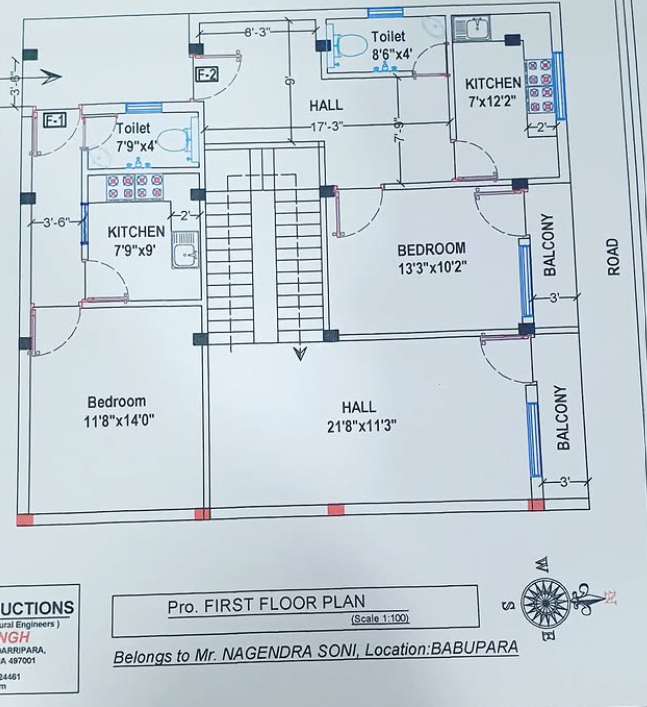 8'-3"
Toilet
8'6"x4'
3'-6"
F-2
9'
KITCHEN
7'x12'2"
HALL
F-1
17'-3"
7'-9"
2'
Toilet
7'9"x4'
3'-6"
2'
KITCHEN
7'9"x9'
BEDROOM
13'3"x10'2"
BALCONY
ROAD
3'
Bedroom
11'8"x14'0"
HALL
21'8"x11'3"
BALCONY
3'
W
S
N
E
UCTIONS
ural Engineers )
NGH
DARRIPARA,
A 497001
24461
m
Pro. FIRST FLOOR PLAN
(Scale 1:100)
Belongs to Mr. NAGENDRA SONI, Location:BABUPARA